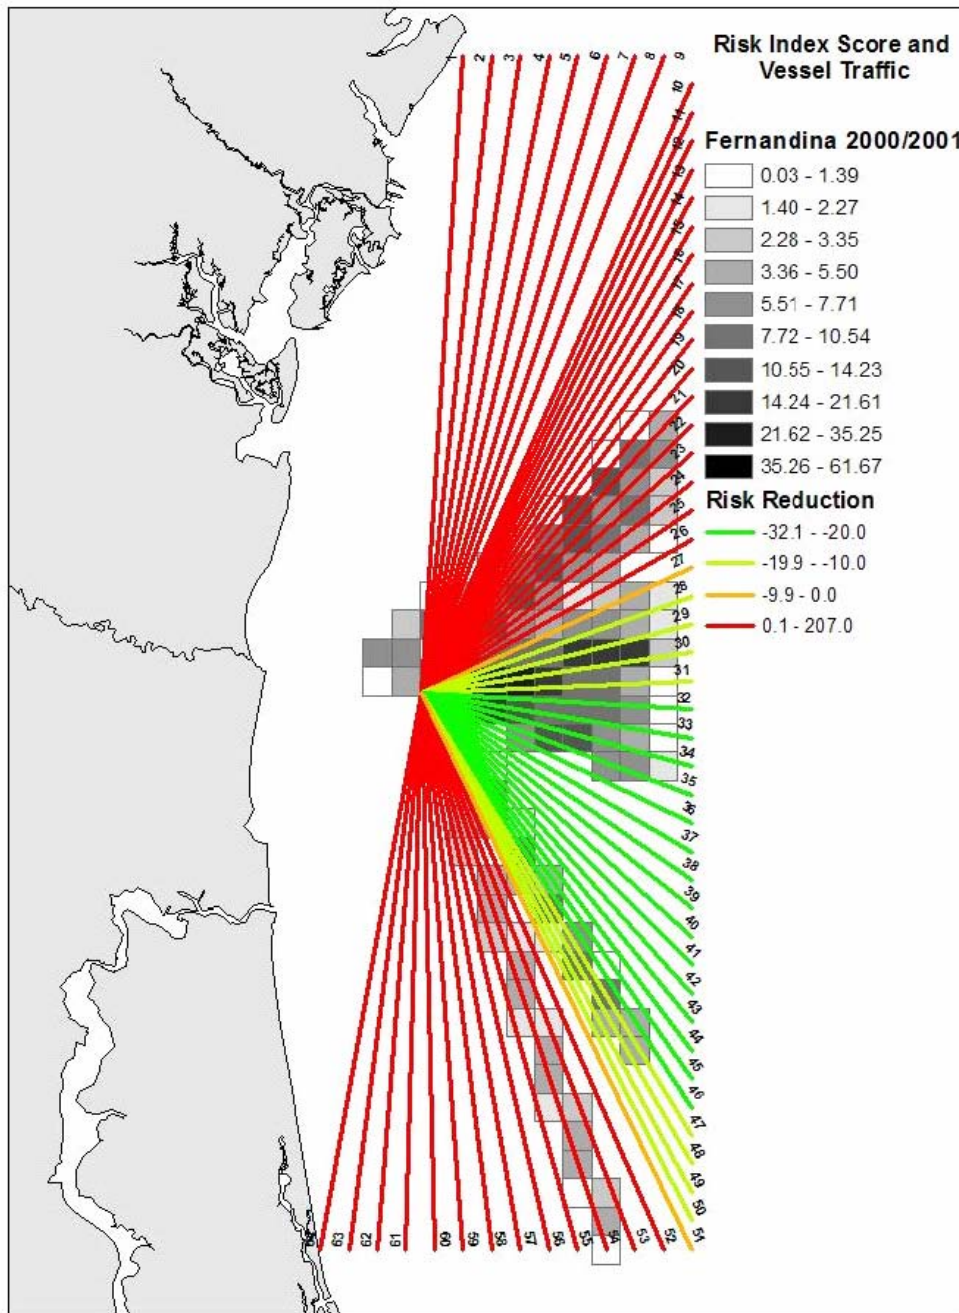 Risk Index Score and
Vessel Traffic
Fernandina 2000/2001
0.03 - 1.39
1.40 - 2.27
2.28 - 3.35
3.36 - 5.50
5.51 - 7.71
7.72 - 10.54
10.55 - 14.23
14.24 - 21.61
21.62 - 35.25
35.26 - 61.67
Risk Reduction
-32.1 - -20.0
-19.9 - -10.0
-9.9 - 0.0
0.1 - 207.0
1 2 3 4 5 6 7 8 9
10
11
12
13
14
15
16
17
18
19
20
21
22
23
24
25
26
27
28
29
30
31
32
33
34
35
36
37
38
39
40
41
42
43
44
45
46
47
48
49
50
51
63 62 61 60 59 58 57 56 55 54 53 52